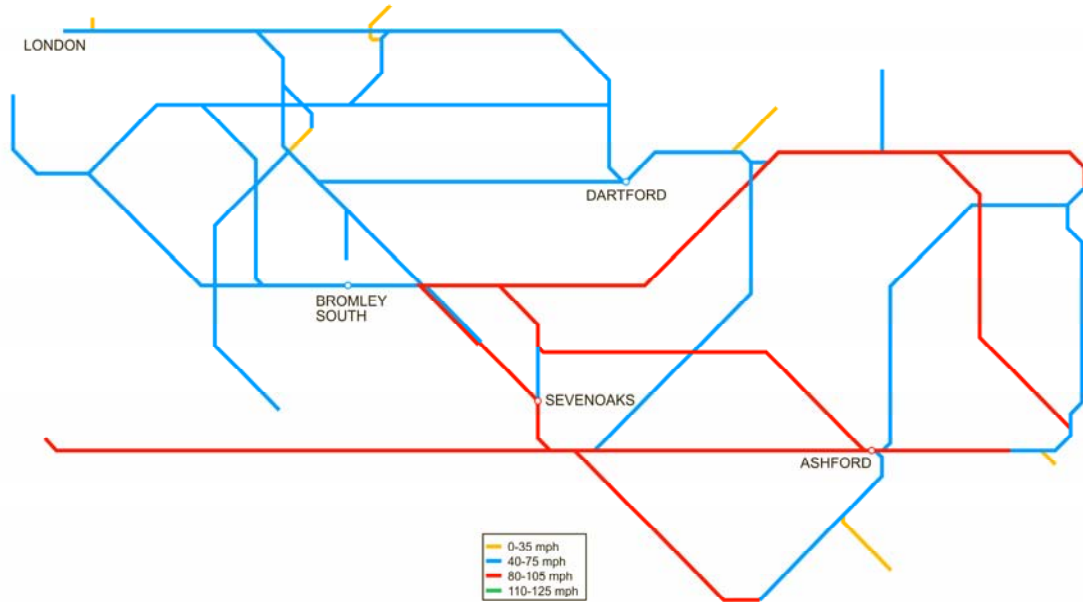 LONDON
DARTFORD
BROMLEY
SOUTH
SEVENOAKS
ASHFORD
0-35 mph
40-75 mph
80-105 mph
110-125 mph